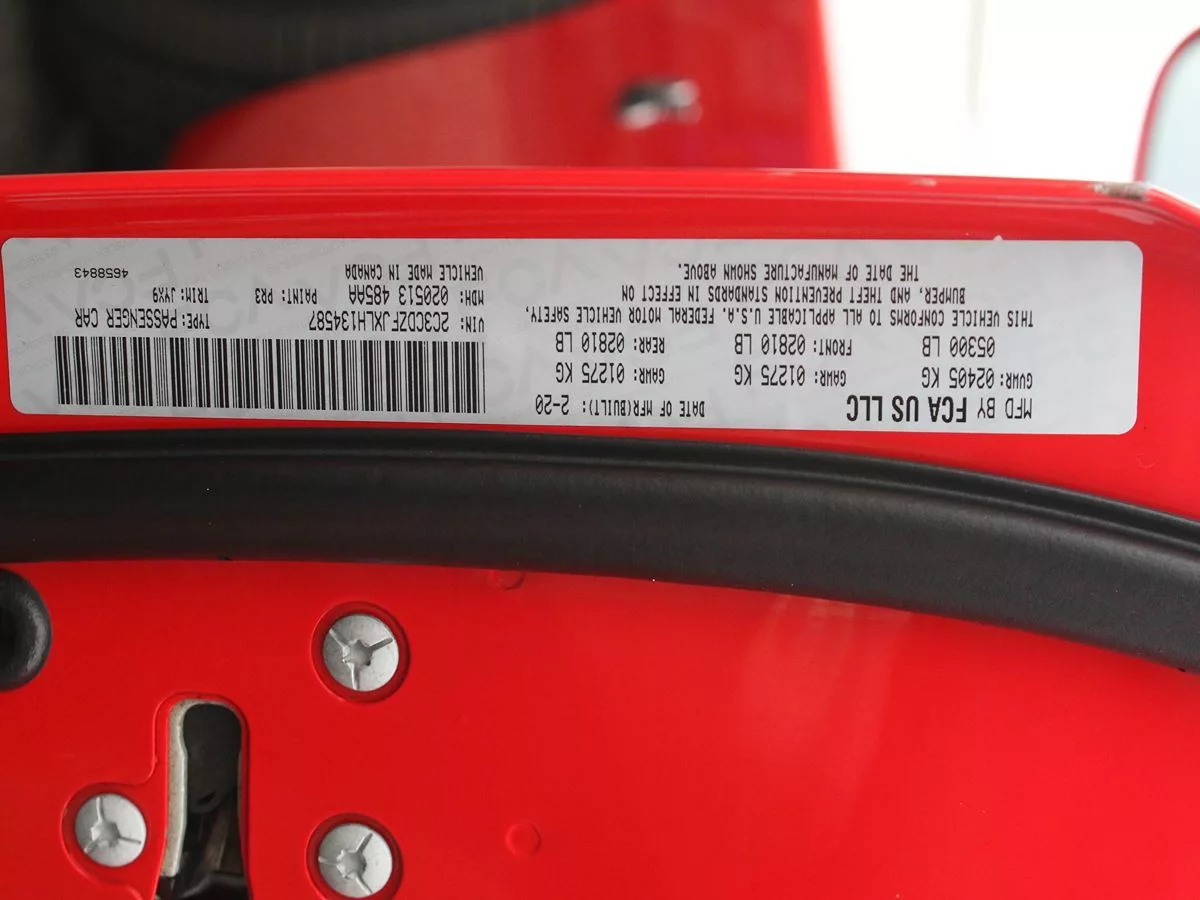 MFD BY FCA US LLC DATE OF MFR(BUILT): 2-20
GVWR: 02405 KG GAWR: 01275 KG GAWR: 01275 KG
05300 LB FRONT: 02810 LB REAR: 02810 LB
THIS VEHICLE CONFORMS TO ALL APPLICABLE U.S.A. FEDERAL MOTOR VEHICLE SAFETY,
BUMPER, AND THEFT PREVENTION STANDARDS IN EFFECT ON
THE DATE OF MANUFACTURE SHOWN ABOVE.
VIN: 2C3CDZFJXLH134587 TYPE: PASSENGER CAR
MDH: 020513 485AA PAINT: PR3 TRIM: JYX9
VEHICLE MADE IN CANADA 4658843